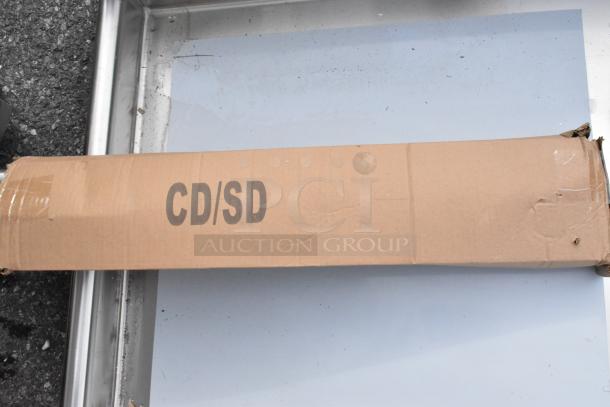 CD/SD
PCi
AUCTION GROUP